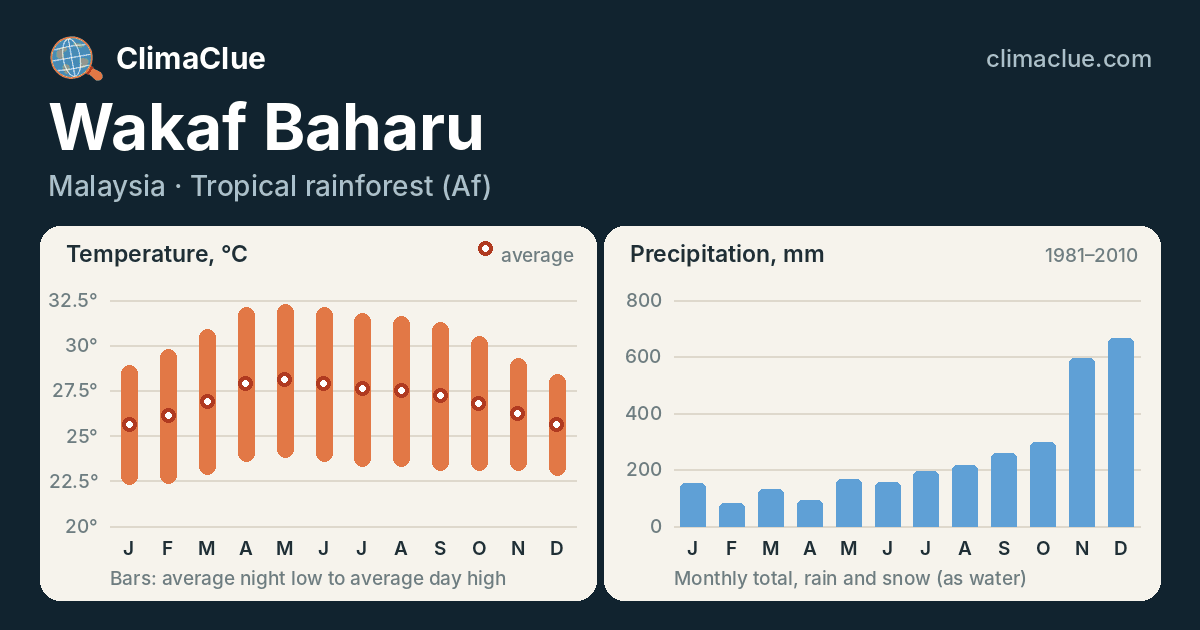 ClimaClue
climaclue.com
Wakaf Baharu
Malaysia · Tropical rainforest (Af)
Temperature, °C
average
32.5°
30°
27.5°
25°
22.5°
20°
J F M A M J J A S O N D
Bars: average night low to average day high
Precipitation, mm
1981–2010
800
600
400
200
0
J F M A M J J A S O N D
Monthly total, rain and snow (as water)